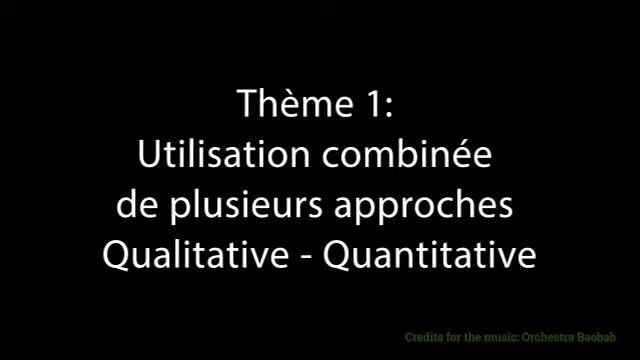 Thème 1:
Utilisation combinée
de plusieurs approches
Qualitative - Quantitative
Credits for the music: Orchestra Baobab